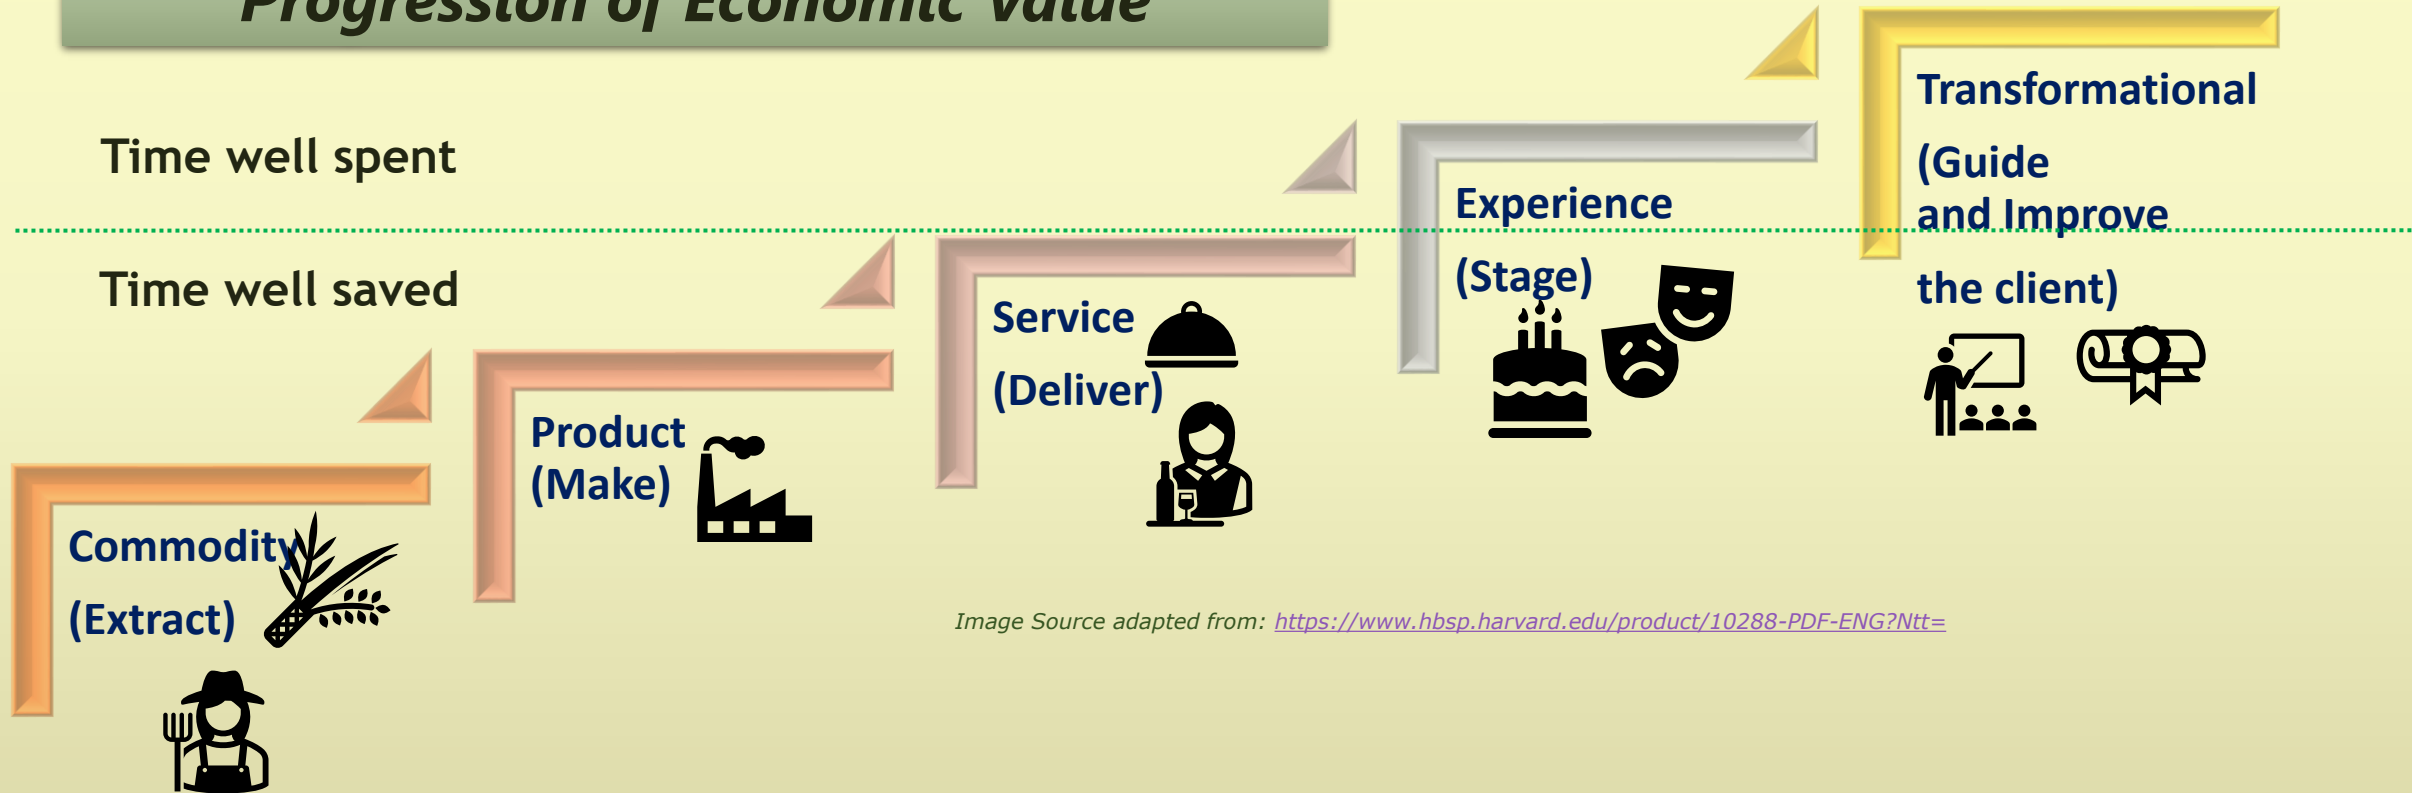 Progression of Economic Value
Time well spent
Time well saved
Commodity
(Extract)
Product
(Make)
Service
(Deliver)
Experience
(Stage)
Transformational
(Guide
and Improve
the client)
Image Source adapted from: https://www.hbsp.harvard.edu/product/10288-PDF-ENG?Ntt=